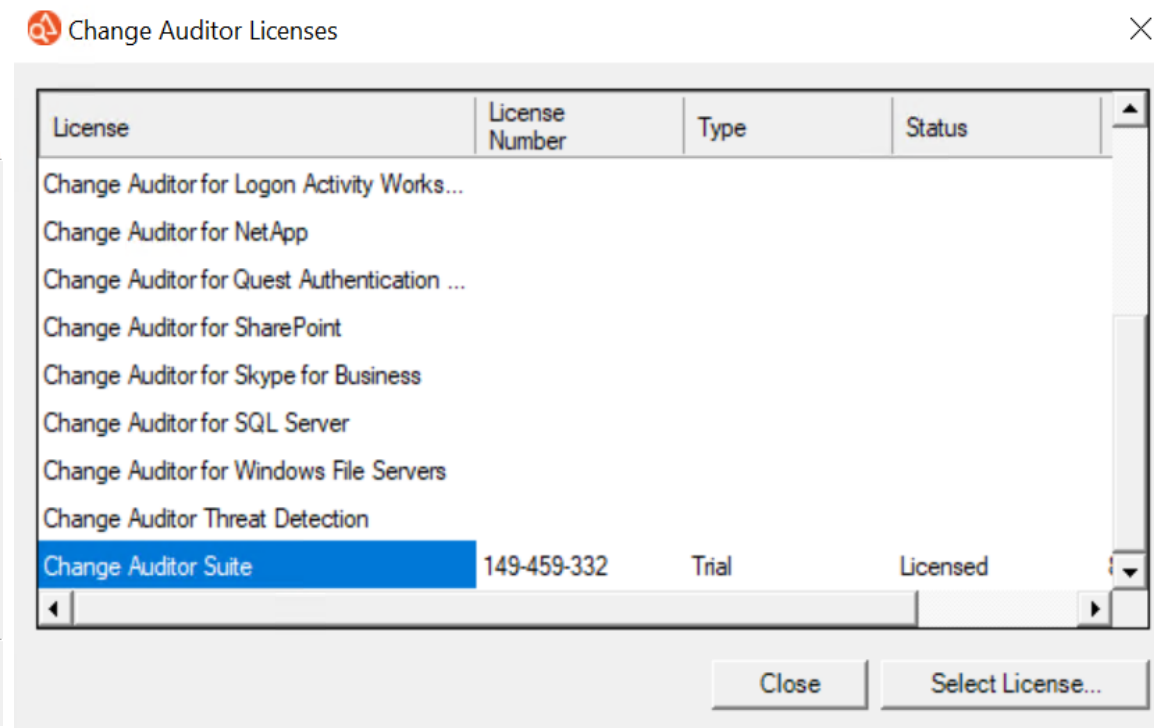 Change Auditor Licenses
License
License Number
Type
Status
Change Auditor for Logon Activity Works...
Change Auditor for NetApp
Change Auditor for Quest Authentication ...
Change Auditor for SharePoint
Change Auditor for Skype for Business
Change Auditor for SQL Server
Change Auditor for Windows File Servers
Change Auditor Threat Detection
Change Auditor Suite 149-459-332 Trial Licensed
Close Select License...